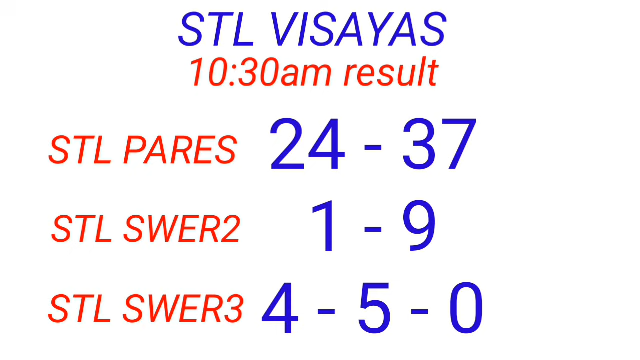 STL VISAYAS
10:30am result
STL PARES 24 - 37
STL SWER2 1 - 9
STL SWER3 4 - 5 - 0